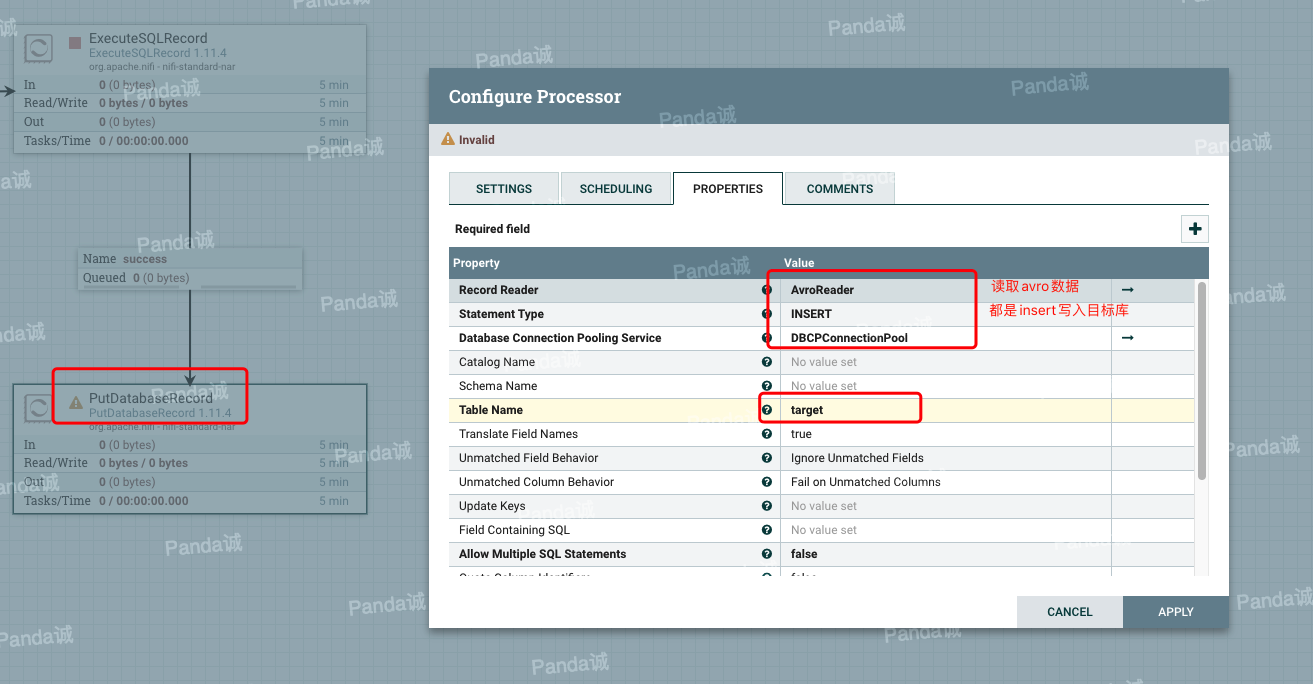 ExecuteSQLRecord
ExecuteSQLRecord 1.11.4
org.apache.nifi - nifi-standard-nar
In 0 (0 bytes) 5 min
Read/Write 0 bytes / 0 bytes 5 min
Out 0 (0 bytes) 5 min
Tasks/Time 0 / 00:00:00.000 5 min
Name success
Queued 0 (0 bytes)
PutDatabaseRecord
PutDatabaseRecord 1.11.4
org.apache.nifi - nifi-standard-nar
In 0 (0 bytes) 5 min
Read/Write 0 bytes / 0 bytes 5 min
Out 0 (0 bytes) 5 min
Tasks/Time 0 / 00:00:00.000 5 min
Configure Processor
Invalid
SETTINGS SCHEDULING PROPERTIES COMMENTS
Required field
Property Value
Record Reader AvroReader
读取avro数据
Statement Type INSERT
都是insert写入目标库
Database Connection Pooling Service DBCPConnectionPool
Catalog Name No value set
Schema Name No value set
Table Name target
Translate Field Names true
Unmatched Field Behavior Ignore Unmatched Fields
Unmatched Column Behavior Fail on Unmatched Columns
Update Keys No value set
Field Containing SQL No value set
Allow Multiple SQL Statements false
CANCEL APPLY
Panda诚